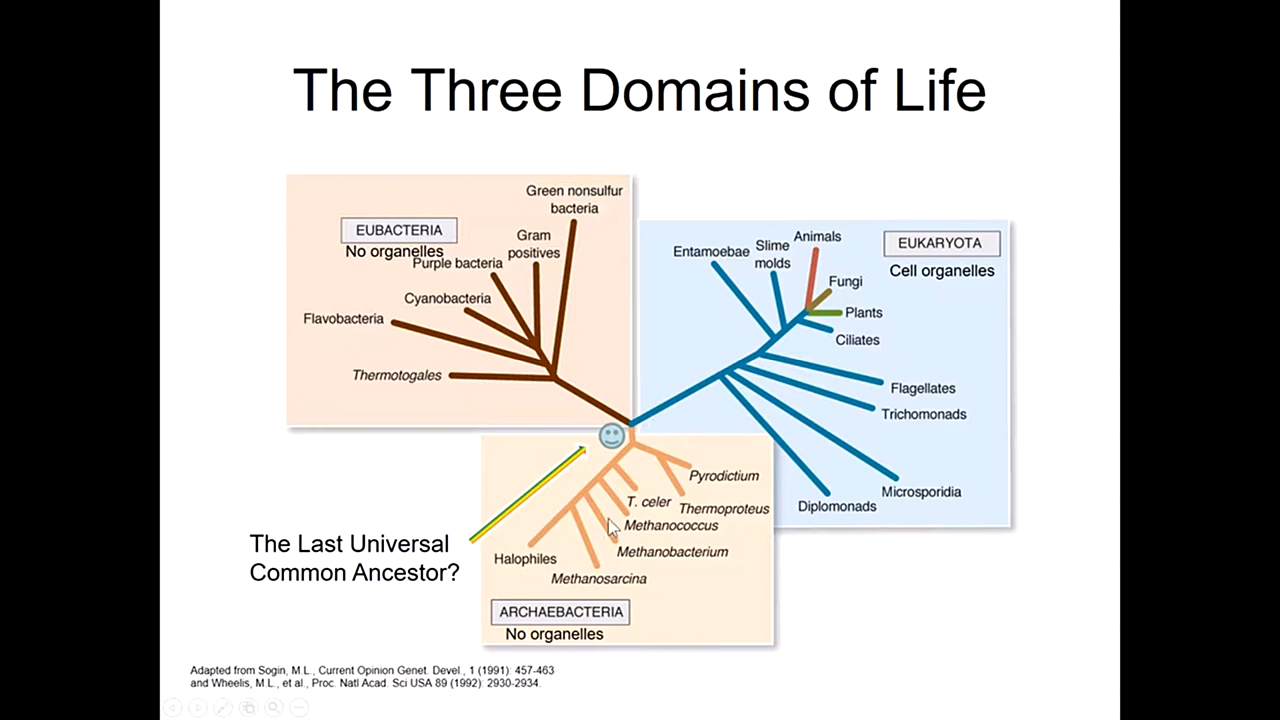 The Three Domains of Life
EUBACTERIA
No organelles
Green nonsulfur
bacteria
Gram
positives
Purple bacteria
Cyanobacteria
Flavobacteria
Thermotogales
EUKARYOTA
Cell organelles
Entamoebae
Slime
molds
Animals
Fungi
Plants
Ciliates
Flagellates
Trichomonads
Microsporidia
Diplomonads
Pyrodictium
Thermoproteus
T. celer
Methanococcus
Methanobacterium
Methanosarcina
Halophiles
ARCHAEBACTERIA
No organelles
The Last Universal
Common Ancestor?
Adapted from Sogin, M.L., Current Opinion Genet. Devel., 1 (1991): 457-463
and Wheelis, M.L., et al., Proc. Natl Acad. Sci USA 89 (1992): 2930-2934.